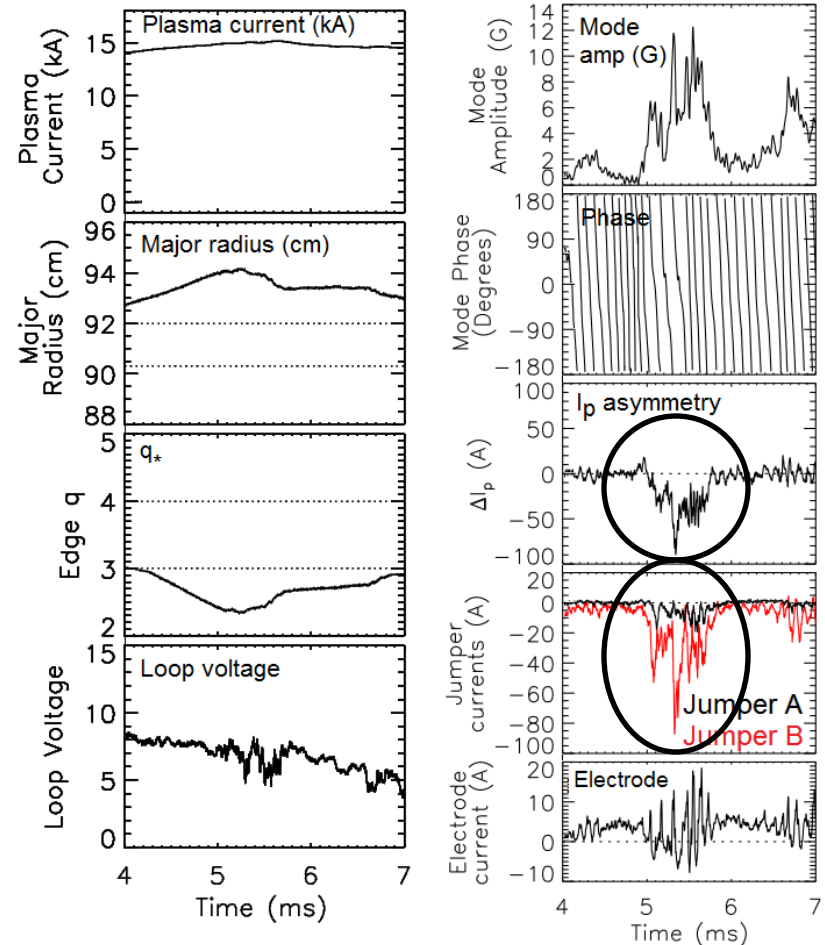 Plasma current (kA)
Plasma
Current (kA)
15
10
5
0
Major radius (cm)
Major
Radius (cm)
96
94
92
90
88
q*
Edge q
5
4
3
2
Loop voltage
Loop Voltage
15
10
5
0
4 5 6 7
Time (ms)
Mode
amp (G)
Mode
Amplitude (G)
14
12
10
8
6
4
2
0
Phase
Mode Phase
(Degrees)
180
90
0
−90
−180
Ip asymmetry
ΔIp (A)
100
50
0
−50
−100
Jumper
currents (A)
20
0
−20
−40
−60
−80
−100
Jumper A
Jumper B
Electrode
Electrode
current (A)
20
10
0
−10
4 5 6 7
Time (ms)